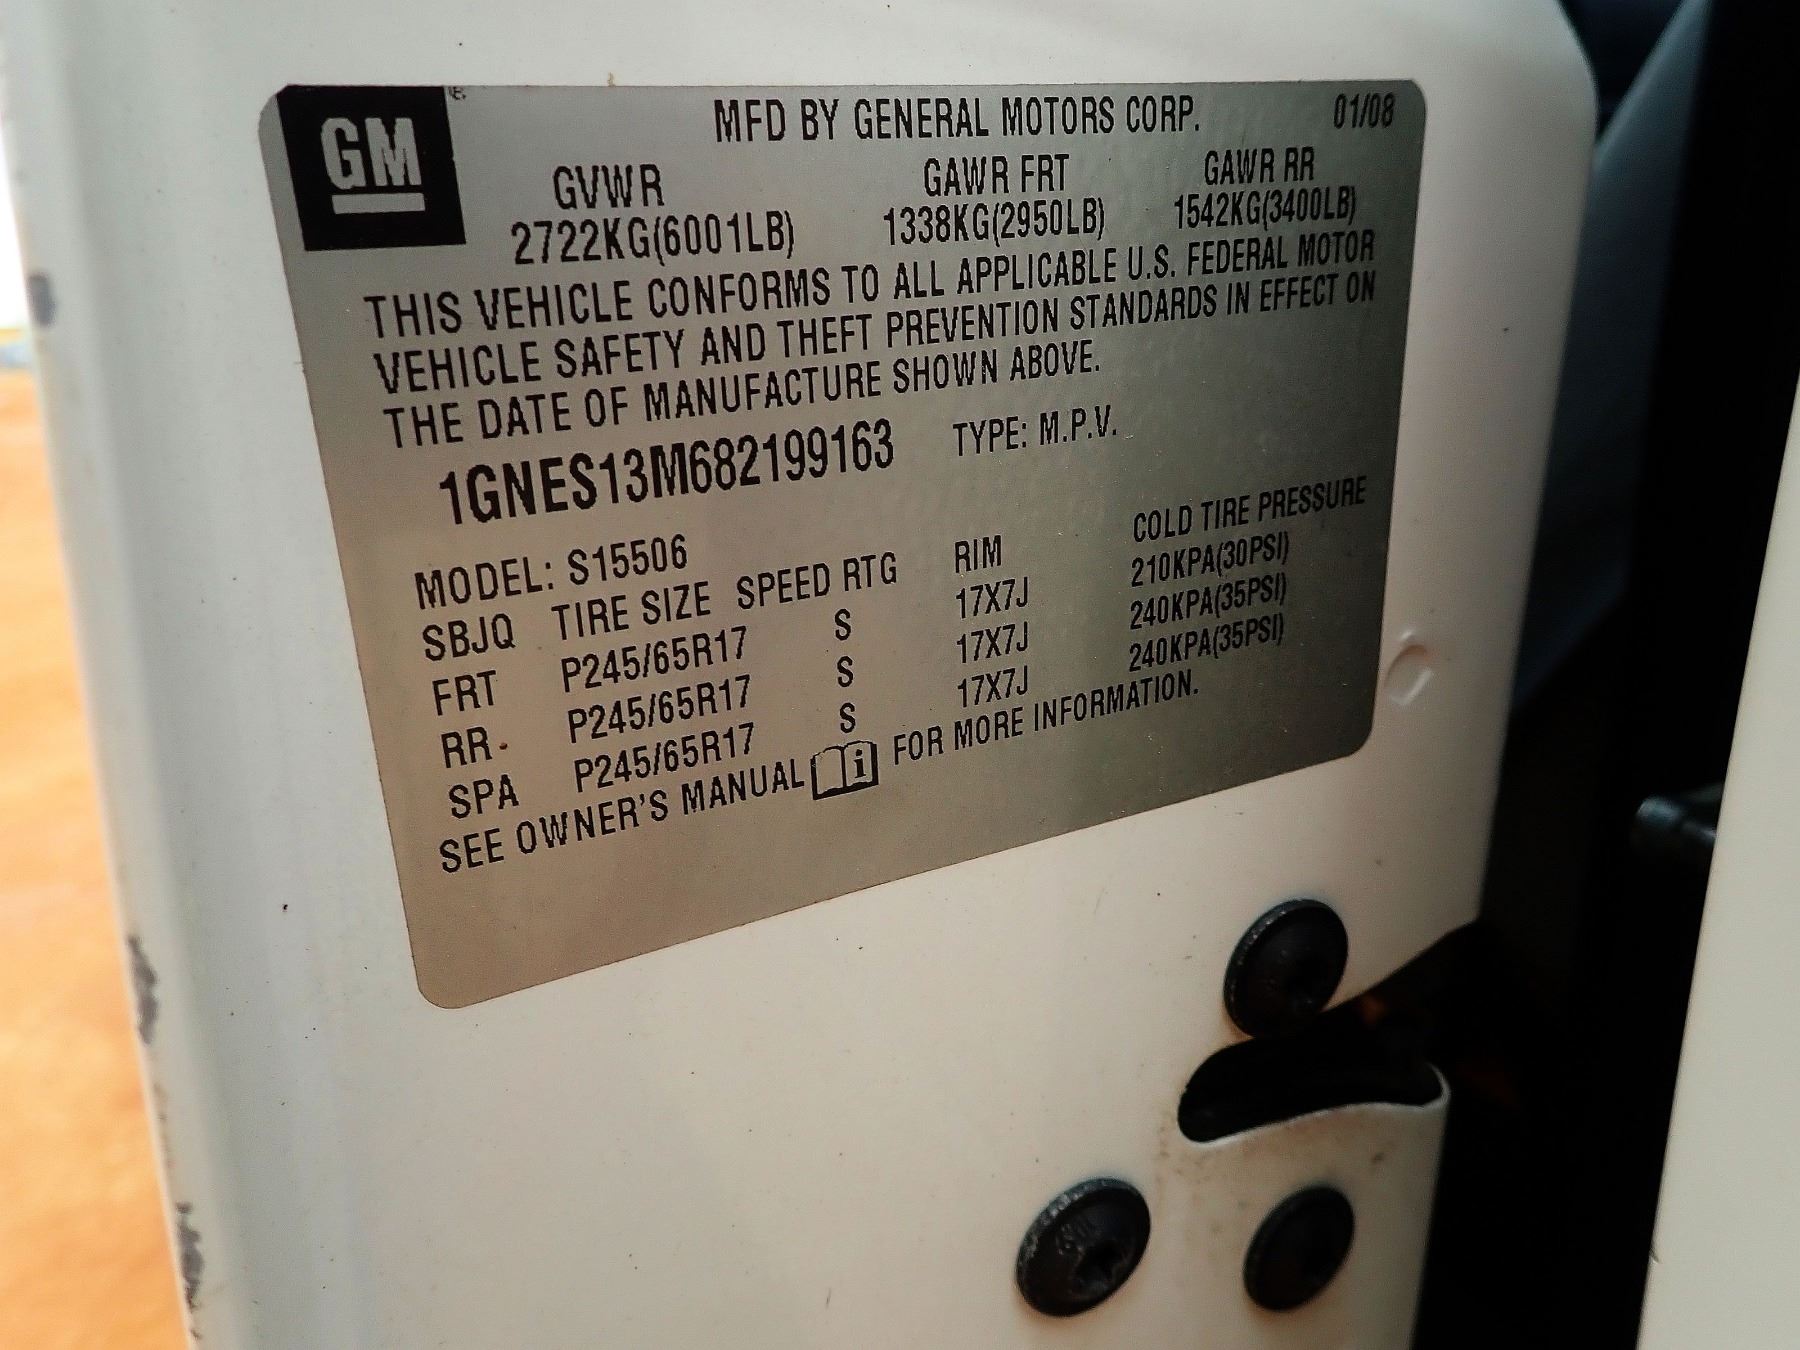 GM
MFD BY GENERAL MOTORS CORP. 01/08
GVWR GAWR FRT GAWR RR
2722KG(6001LB) 1338KG(2950LB) 1542KG(3400LB)
THIS VEHICLE CONFORMS TO ALL APPLICABLE U.S. FEDERAL MOTOR
VEHICLE SAFETY AND THEFT PREVENTION STANDARDS IN EFFECT ON
THE DATE OF MANUFACTURE SHOWN ABOVE.
1GNES13M682199163 TYPE: M.P.V.
MODEL: S15506
SBJQ TIRE SIZE SPEED RTG RIM COLD TIRE PRESSURE
FRT P245/65R17 S 17X7J 210KPA(30PSI)
RR P245/65R17 S 17X7J 240KPA(35PSI)
SPA P245/65R17 S 17X7J 240KPA(35PSI)
SEE OWNER'S MANUAL FOR MORE INFORMATION.